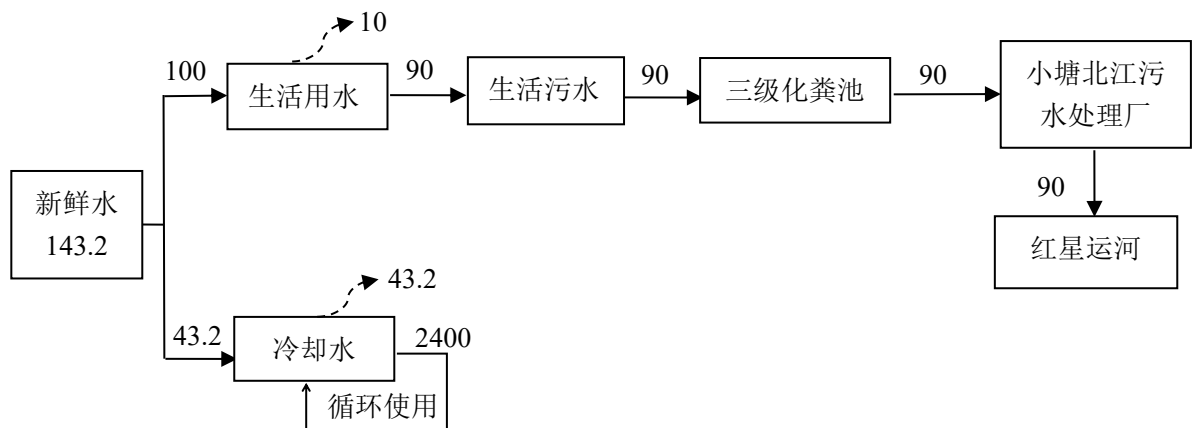 10
100
生活用水
90
生活污水
90
三级化粪池
90
小塘北江污
水处理厂
90
红星运河
新鲜水
143.2
43.2
43.2
冷却水
2400
循环使用